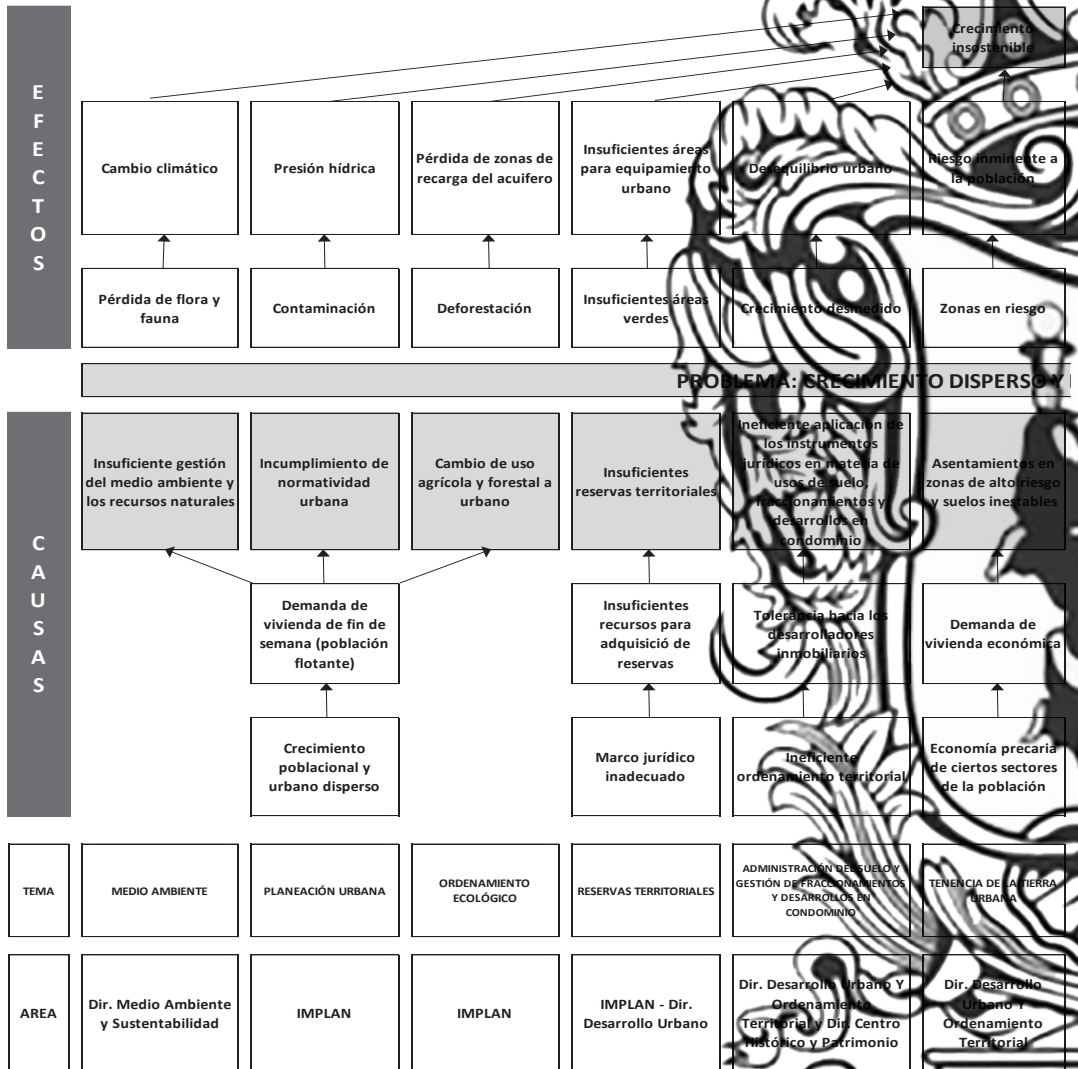 Crecimiento
insostenible
EFECTOS
Cambio climático
Presión hídrica
Pérdida de zonas de
recarga del acuifero
Insuficientes áreas
para equipamiento
urbano
Desequilibrio urbano
Riesgo inminente a
la población
Pérdida de flora y
fauna
Contaminación
Deforestación
Insuficientes áreas
verdes
Crecimiento desmedido
Zonas en riesgo
PROBLEMA: CRECIMIENTO DISPERSO Y
CAUSAS
Insuficiente gestión
del medio ambiente y
los recursos naturales
Incumplimiento de
normatividad
urbana
Cambio de uso
agrícola y forestal a
urbano
Insuficientes
reservas territoriales
Ineficiente aplicación de
los instrumentos
jurídicos en materia de
usos de suelo,
fraccionamientos y
desarrollos en
condominio
Asentamientos en
zonas de alto riesgo
y suelos inestables
Demanda de
vivienda de fin de
semana (población
flotante)
Insuficientes
recursos para
adquisició de
reservas
Tolerancia hacía los
desarrolladores
inmobiliarios
Demanda de
vivienda económica
Crecimiento
poblacional y
urbano disperso
Marco jurídico
inadecuado
Ineficiente
ordenamiento territorial
Economía precaria
de ciertos sectores
de la población
TEMA
MEDIO AMBIENTE
PLANEACIÓN URBANA
ORDENAMIENTO
ECOLÓGICO
RESERVAS TERRITORIALES
ADMINISTRACIÓN DEL SUELO Y
GESTIÓN DE FRACCIONAMIENTOS
Y DESARROLLOS EN
CONDOMINIO
TENENCIA DE LA TIERRA
URBANA
AREA
Dir. Medio Ambiente
y Sustentabilidad
IMPLAN
IMPLAN
IMPLAN - Dir.
Desarrollo Urbano
Dir. Desarrollo Urbano Y
Ordenamiento
Territorial y Dir. Centro
Histórico y Patrimonio
Dir. Desarrollo
Urbano Y
Ordenamiento
Territorial